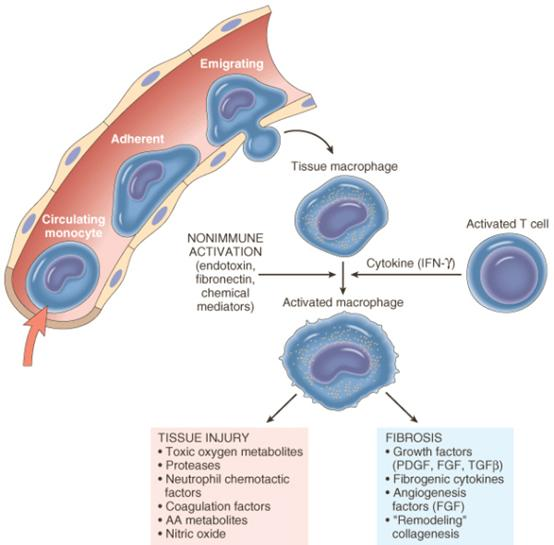 Emigrating
Adherent
Circulating
monocyte
Tissue macrophage
Activated T cell
NONIMMUNE
ACTIVATION
(endotoxin,
fibronectin,
chemical
mediators)
Cytokine (IFN-γ)
Activated macrophage
TISSUE INJURY
• Toxic oxygen metabolites
• Proteases
• Neutrophil chemotactic
factors
• Coagulation factors
• AA metabolites
• Nitric oxide
FIBROSIS
• Growth factors
(PDGF, FGF, TGFβ)
• Fibrogenic cytokines
• Angiogenesis
factors (FGF)
• "Remodeling"
collagenesis